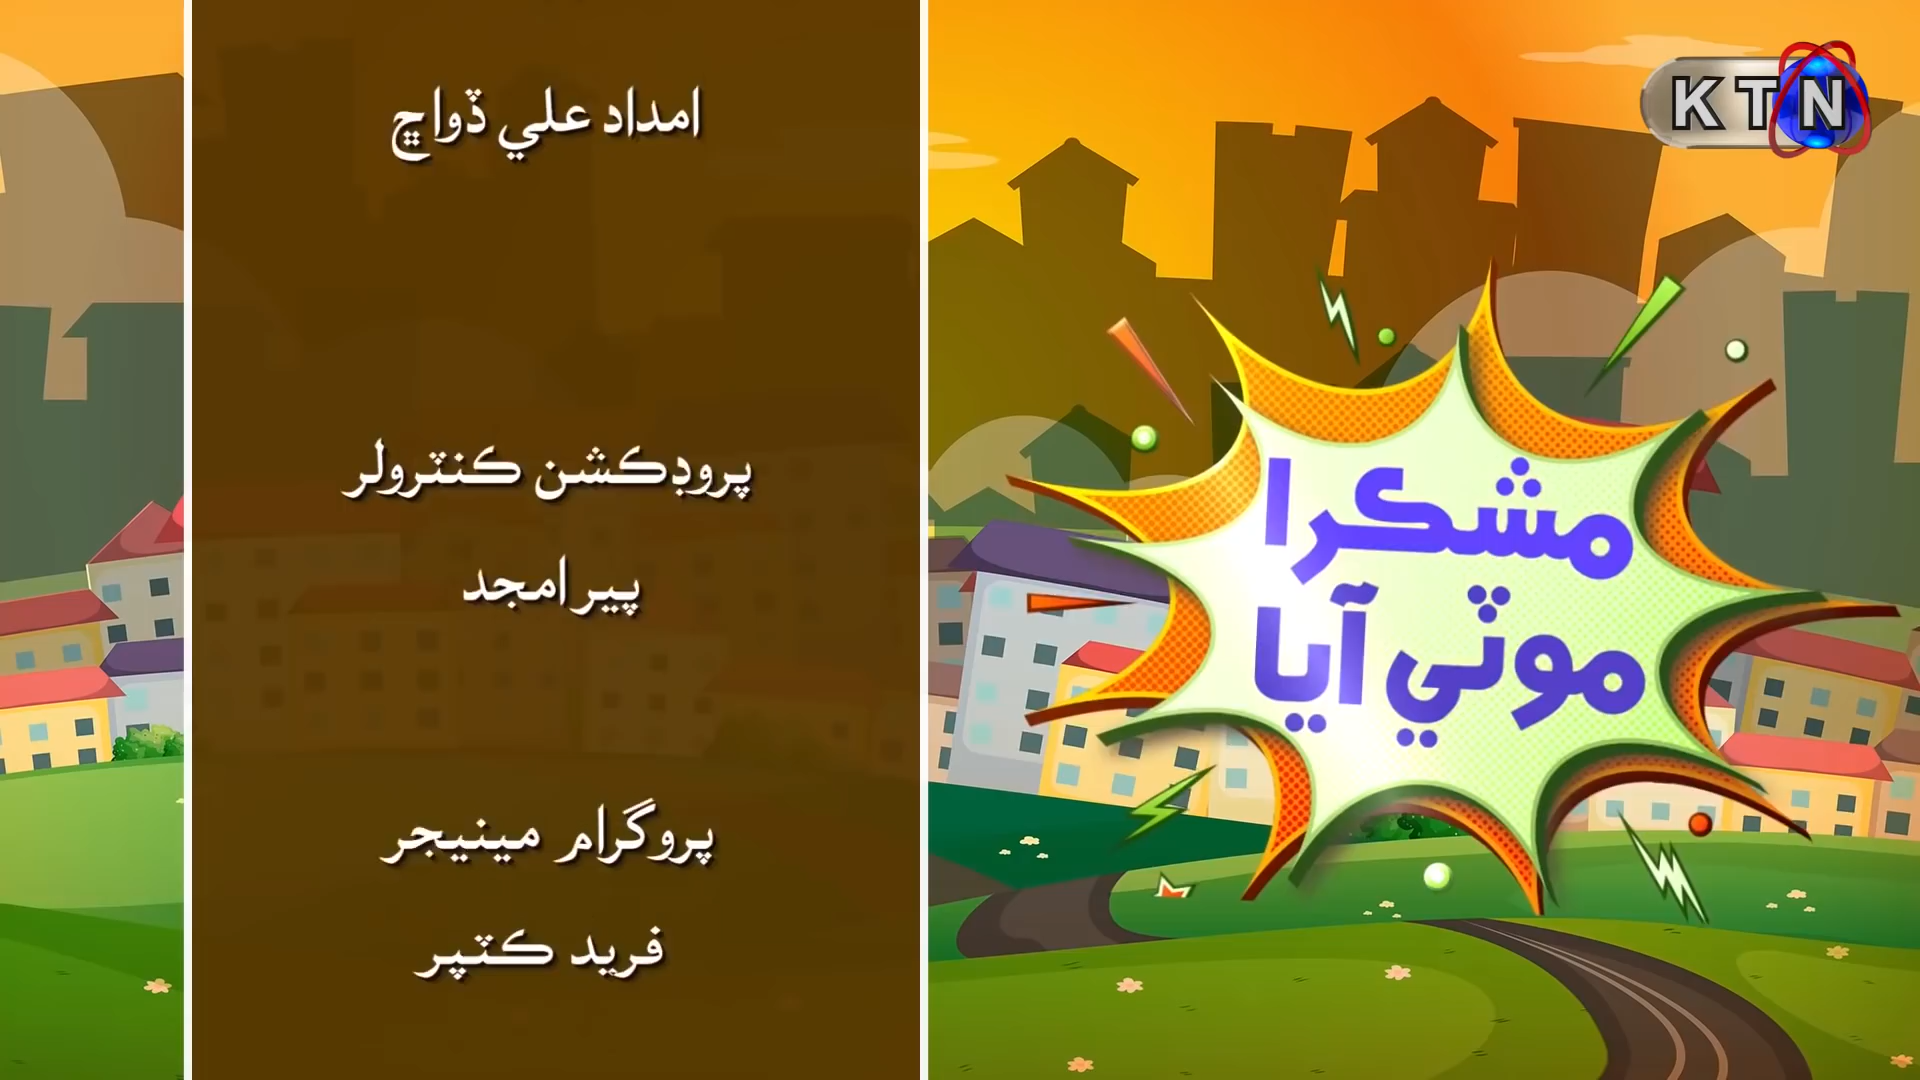 امداد علي ڏواچ
پروڊڪشن ڪنٽرولر
پير امجد
پروگرام مينيجر
فريد ڪٽپر
KTN
مشڪرا
موٽي آيا